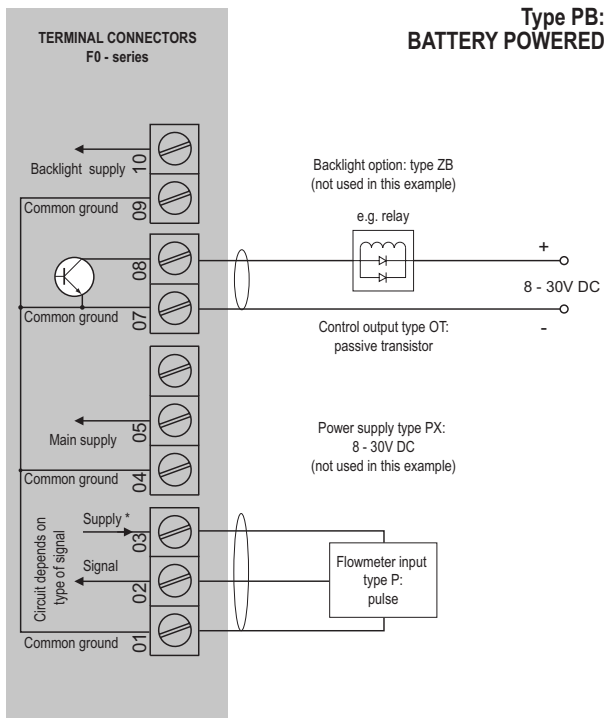 Type PB:
BATTERY POWERED
TERMINAL CONNECTORS
F0 - series
10
Backlight supply
09
Common ground
08
07
Common ground
05
Main supply
04
Common ground
Circuit depends on
type of signal
Supply *
03
Signal
02
01
Common ground
Backlight option: type ZB
(not used in this example)
e.g. relay
+
8 - 30V DC
-
Control output type OT:
passive transistor
Power supply type PX:
8 - 30V DC
(not used in this example)
Flowmeter input
type P:
pulse